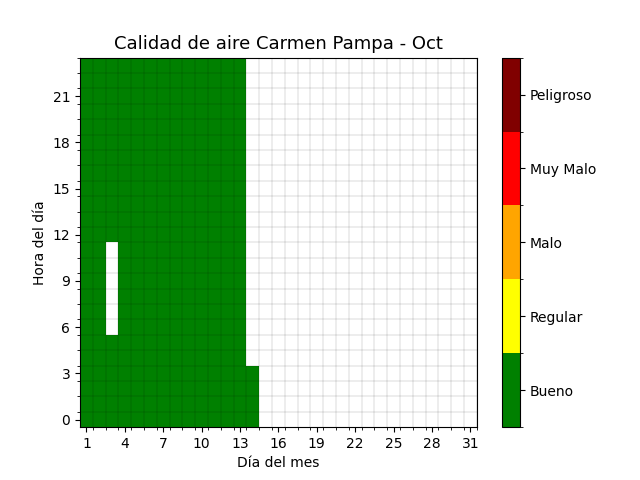 Calidad de aire Carmen Pampa - Oct
Hora del día
21
18
15
12
9
6
3
0
1 4 7 10 13 16 19 22 25 28 31
Día del mes
Peligroso
Muy Malo
Malo
Regular
Bueno